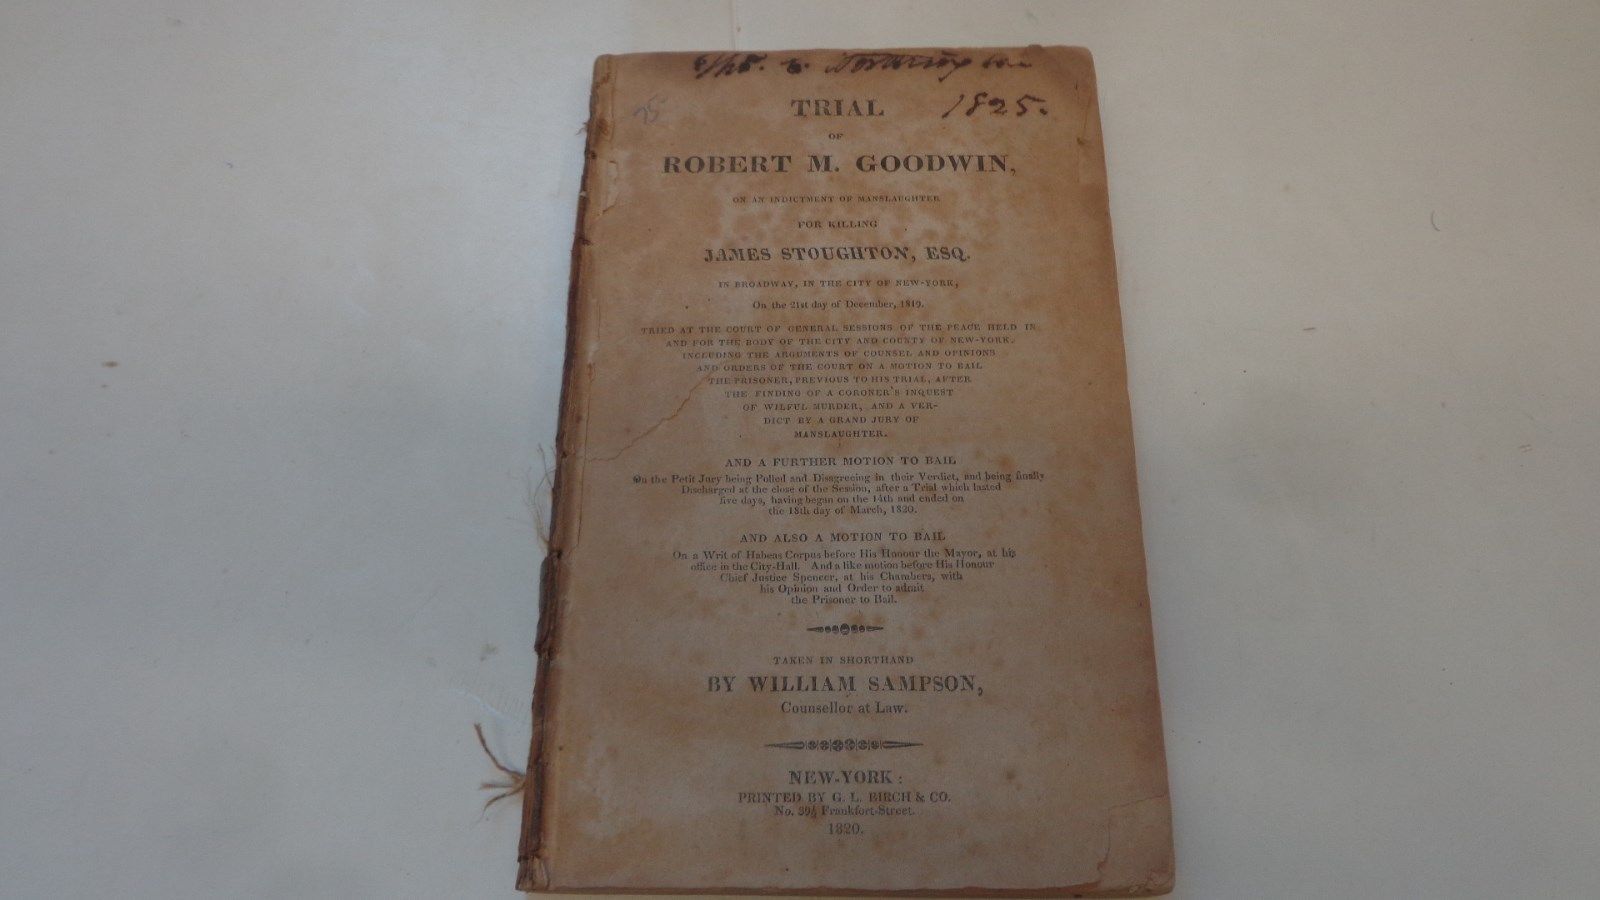 1825.
TRIAL
OF
ROBERT M. GOODWIN,
ON AN INDICTMENT OF MANSLAUGHTER
FOR KILLING
JAMES STOUGHTON, ESQ.
IN BROADWAY, IN THE CITY OF NEW-YORK,
On the 21st day of December, 1819.
TRIED AT THE COURT OF GENERAL SESSIONS OF THE PEACE HELD IN
AND FOR THE BODY OF THE CITY AND COUNTY OF NEW-YORK.
INCLUDING THE ARGUMENTS OF COUNSEL AND OPINIONS
AND ORDERS OF THE COURT ON A MOTION TO BAIL
THE PRISONER, PREVIOUS TO HIS TRIAL, AFTER
THE FINDING OF A CORONER'S INQUEST
OF WILFUL MURDER, AND A VER-
DICT BY A GRAND JURY OF
MANSLAUGHTER.
AND A FURTHER MOTION TO BAIL
On the Petit Jury being Polled and Disagreeing in their Verdict, and being finally
Discharged at the close of the Session, after a Trial which lasted
five days, having began on the 14th and ended on
the 18th day of March, 1820.
AND ALSO A MOTION TO BAIL
On a Writ of Habeas Corpus before His Honour the Mayor, at his
office in the City-Hall. And a like motion before His Honour
Chief Justice Spencer, at his Chambers, with
his Opinion and Order to admit
the Prisoner to Bail.
TAKEN IN SHORTHAND
BY WILLIAM SAMPSON,
Counsellor at Law.
NEW-YORK:
PRINTED BY G. L. BIRCH & CO.
No. 39½ Frankfort-Street.
1820.